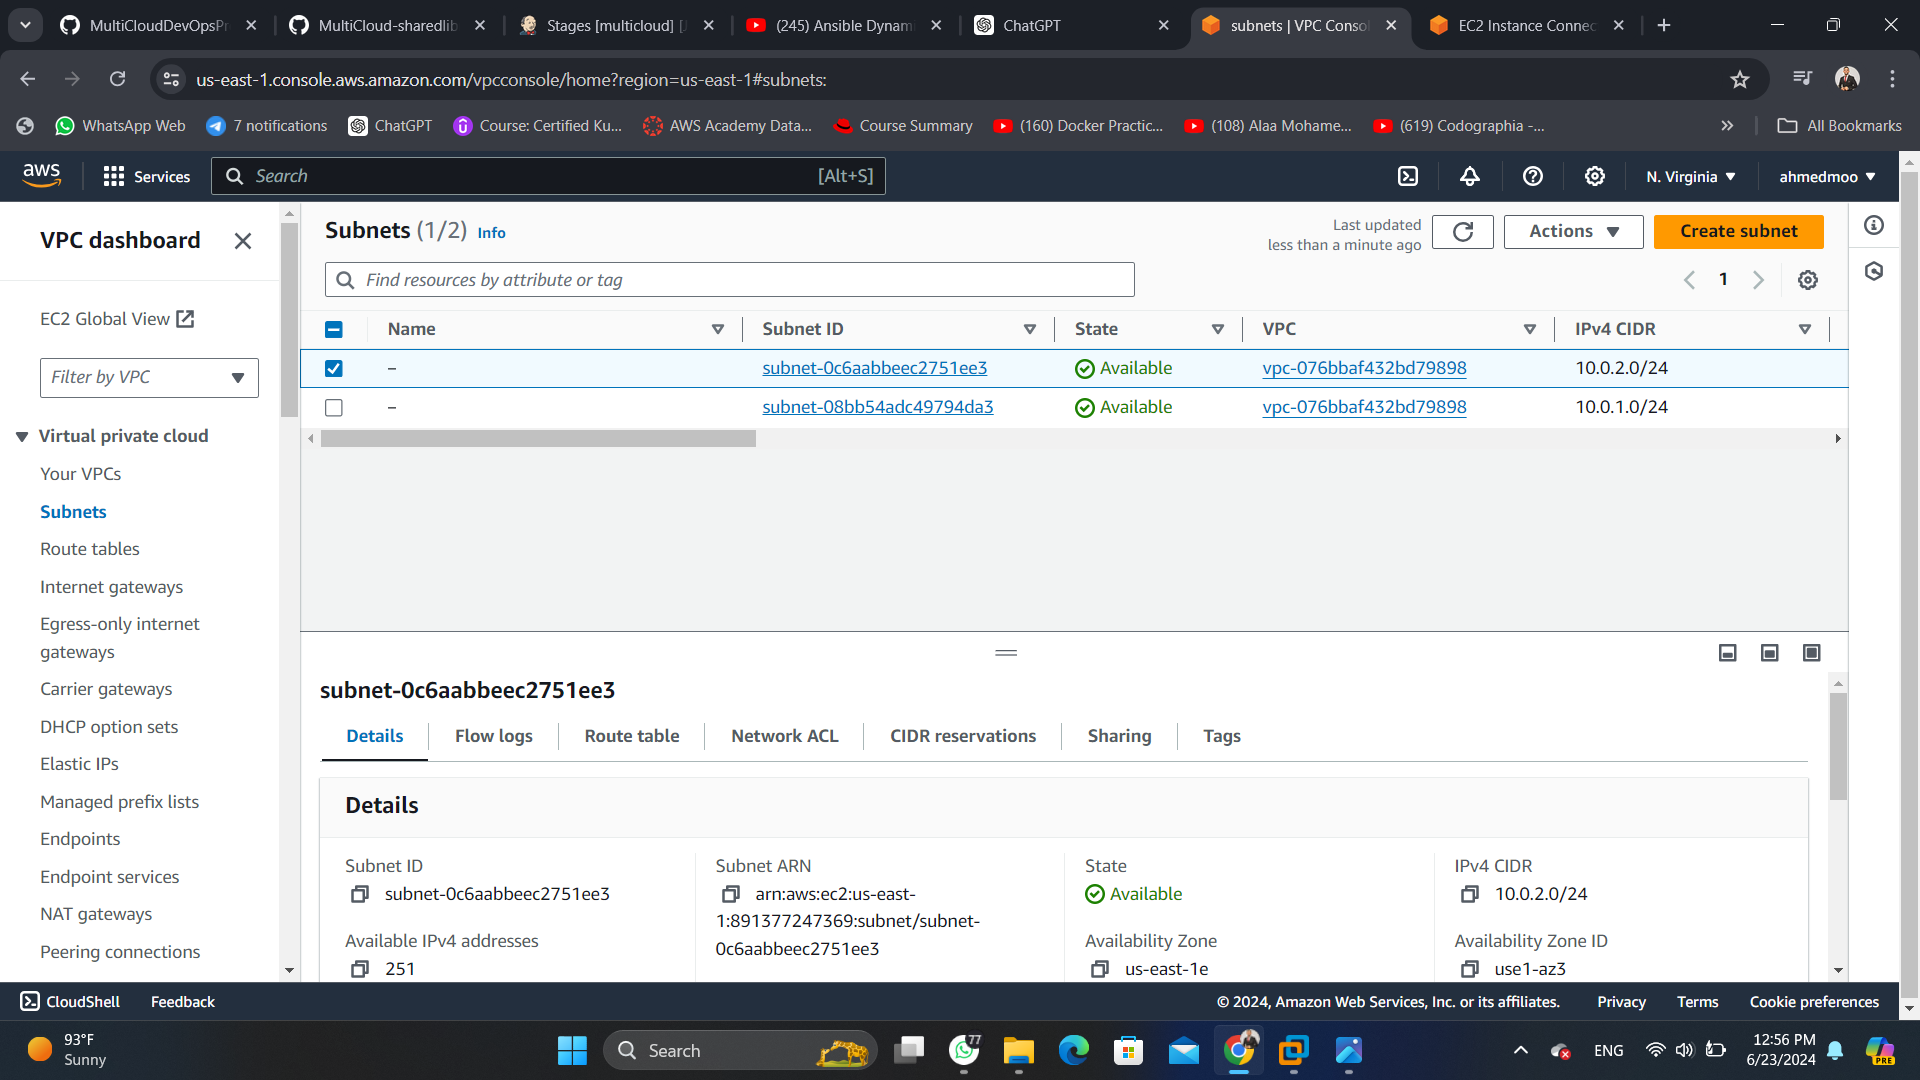 MultiCloudDevOpsPr
MultiCloud-sharedlib
Stages [multicloud] [J
(245) Ansible Dynam
ChatGPT
subnets | VPC Consol
EC2 Instance Connec
us-east-1.console.aws.amazon.com/vpcconsole/home?region=us-east-1#subnets:
WhatsApp Web
7 notifications
ChatGPT
Course: Certified Ku...
AWS Academy Data...
Course Summary
(160) Docker Practic...
(108) Alaa Mohame...
(619) Codographia -...
All Bookmarks
aws
Services
Search
[Alt+S]
N. Virginia
ahmedmoo
VPC dashboard
EC2 Global View
Filter by VPC
Virtual private cloud
Your VPCs
Subnets
Route tables
Internet gateways
Egress-only internet
gateways
Carrier gateways
DHCP option sets
Elastic IPs
Managed prefix lists
Endpoints
Endpoint services
NAT gateways
Peering connections
Subnets (1/2) Info
Last updated
less than a minute ago
Actions
Create subnet
Find resources by attribute or tag
1
Name
Subnet ID
State
VPC
IPv4 CIDR
– subnet-0c6aabbeec2751ee3 Available vpc-076bbaf432bd79898 10.0.2.0/24
– subnet-08bb54adc49794da3 Available vpc-076bbaf432bd79898 10.0.1.0/24
subnet-0c6aabbeec2751ee3
Details
Flow logs
Route table
Network ACL
CIDR reservations
Sharing
Tags
Details
Subnet ID
subnet-0c6aabbeec2751ee3
Available IPv4 addresses
251
Subnet ARN
arn:aws:ec2:us-east-
1:891377247369:subnet/subnet-
0c6aabbeec2751ee3
State
Available
Availability Zone
us-east-1e
IPv4 CIDR
10.0.2.0/24
Availability Zone ID
use1-az3
CloudShell
Feedback
© 2024, Amazon Web Services, Inc. or its affiliates.
Privacy
Terms
Cookie preferences
93°F
Sunny
Search
77
ENG
12:56 PM
6/23/2024
PRE